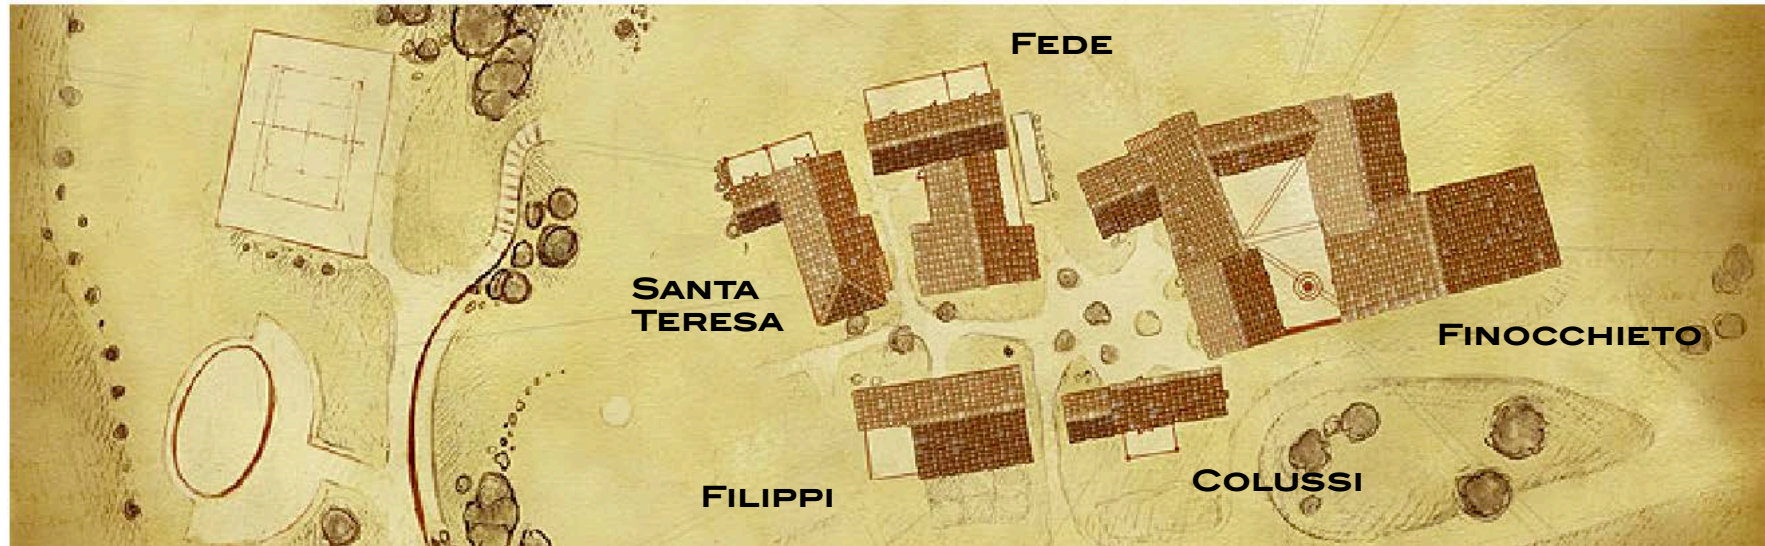 FEDE
SANTA
TERESA
FINOCCHIETO
COLUSSI
FILIPPI